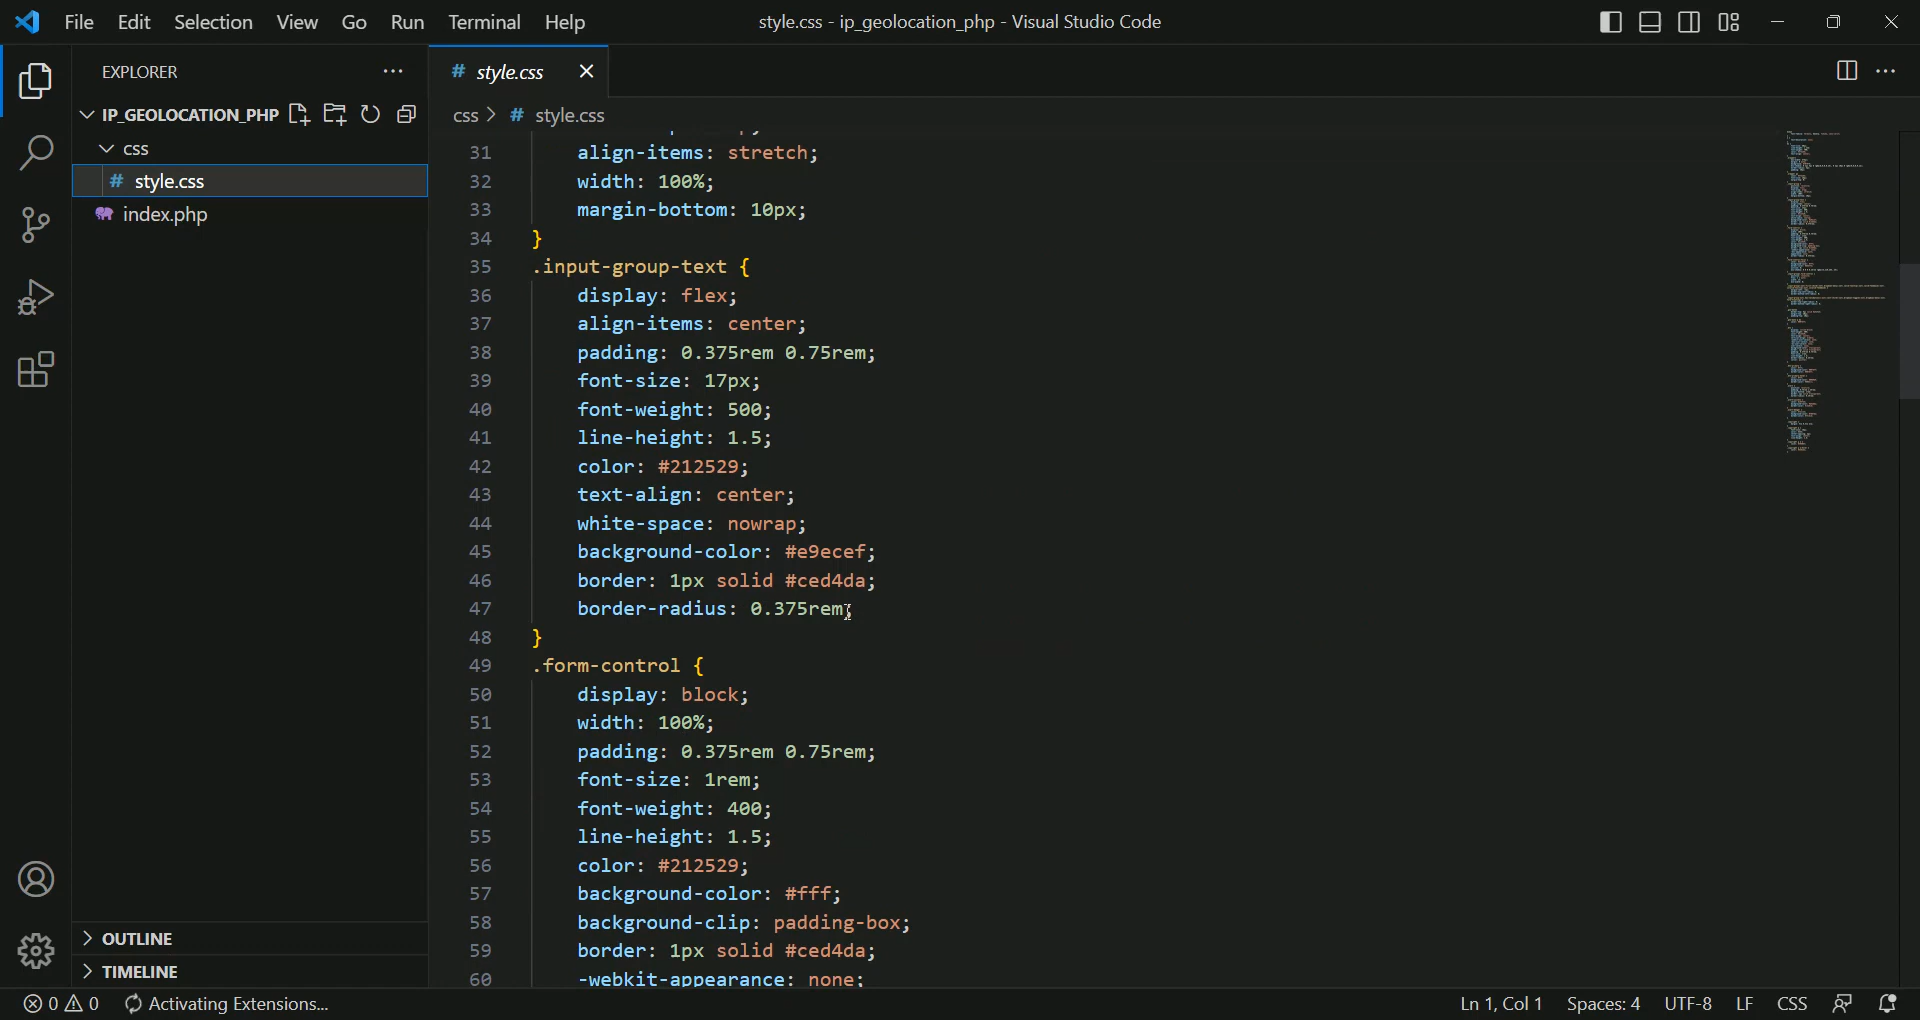 File Edit Selection View Go Run Terminal Help
style.css - ip_geolocation_php - Visual Studio Code
EXPLORER
IP_GEOLOCATION_PHP
css
# style.css
index.php
OUTLINE
TIMELINE
# style.css
css > # style.css
31 align-items: stretch;
32 width: 100%;
33 margin-bottom: 10px;
34 }
35 .input-group-text {
36 display: flex;
37 align-items: center;
38 padding: 0.375rem 0.75rem;
39 font-size: 17px;
40 font-weight: 500;
41 line-height: 1.5;
42 color: #212529;
43 text-align: center;
44 white-space: nowrap;
45 background-color: #e9ecef;
46 border: 1px solid #ced4da;
47 border-radius: 0.375rem;
48 }
49 .form-control {
50 display: block;
51 width: 100%;
52 padding: 0.375rem 0.75rem;
53 font-size: 1rem;
54 font-weight: 400;
55 line-height: 1.5;
56 color: #212529;
57 background-color: #fff;
58 background-clip: padding-box;
59 border: 1px solid #ced4da;
60 -webkit-appearance: none;
0 0 Activating Extensions...
Ln 1, Col 1 Spaces: 4 UTF-8 LF CSS